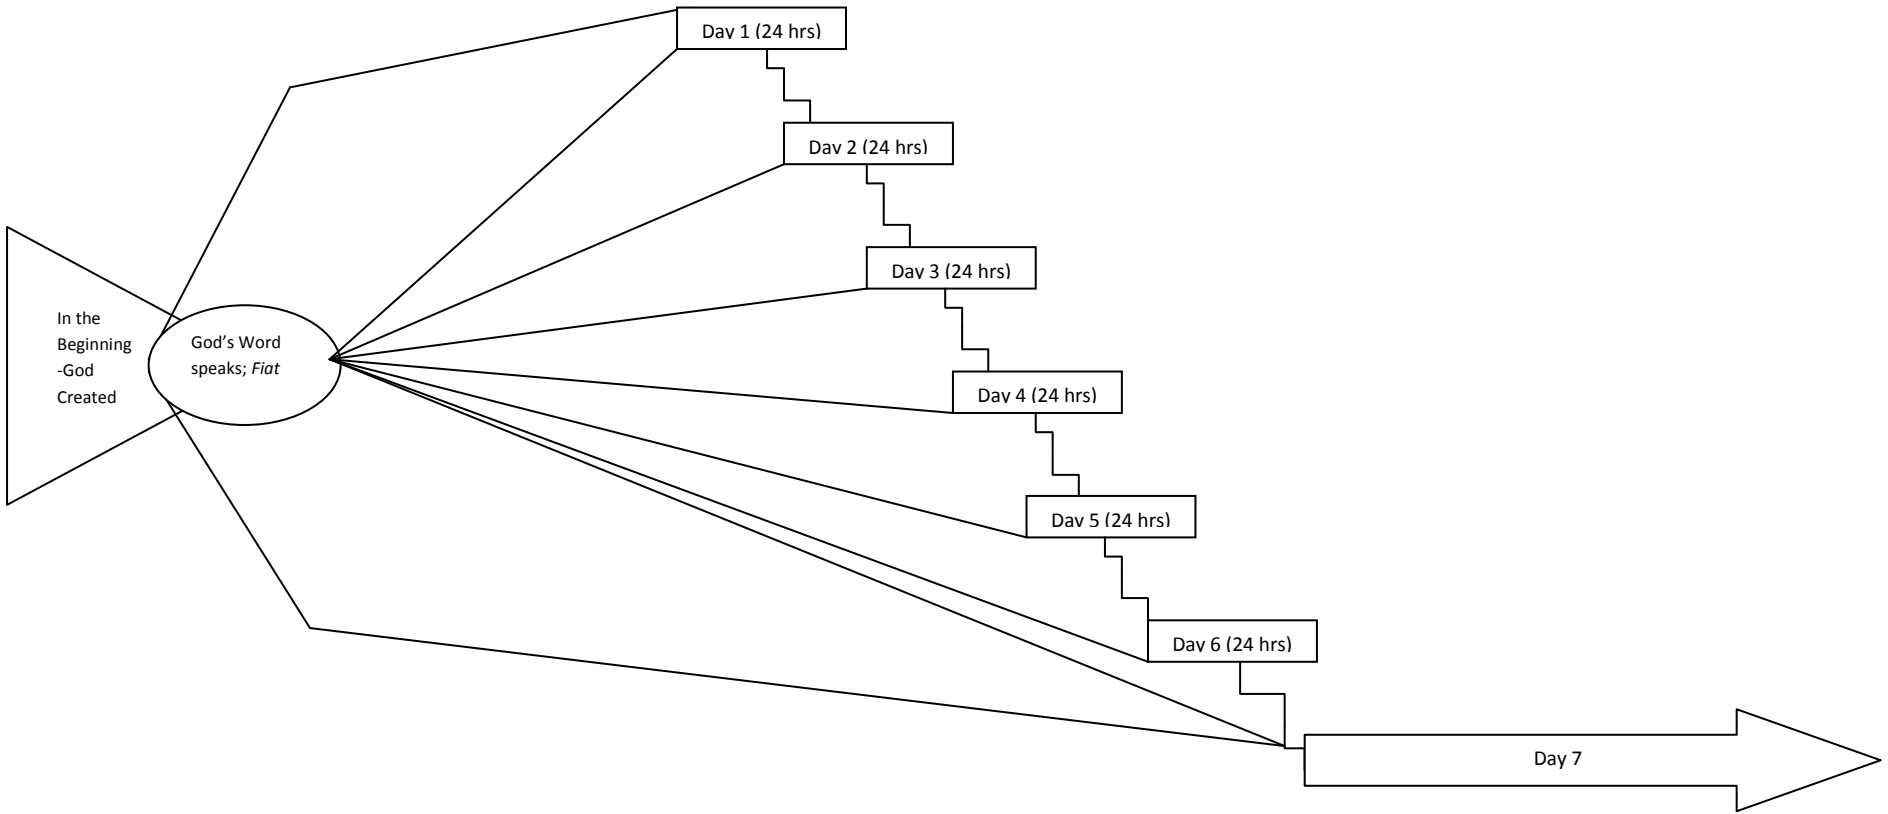 Day 1 (24 hrs)
Day 2 (24 hrs)
Day 3 (24 hrs)
In the
Beginning
-God
Created
God’s Word
speaks; Fiat
Day 4 (24 hrs)
Day 5 (24 hrs)
Day 6 (24 hrs)
Day 7